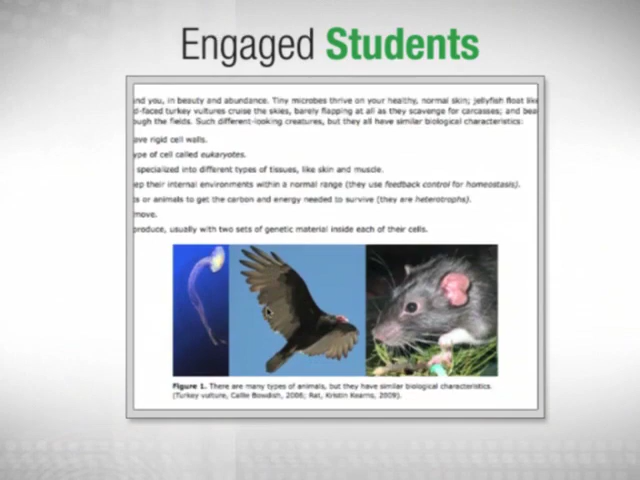 Engaged Students
und you, in beauty and abundance. Tiny microbes thrive on your healthy, normal skin; jellyfish float like
d-faced turkey vultures cruise the skies, barely flapping at all as they scavenge for carcasses; and bea
ough the fields. Such different-looking creatures, but they all have similar biological characteristics:
ave rigid cell walls.
ype of cell called eukaryotes.
specialized into different types of tissues, like skin and muscle.
ep their internal environments within a normal range (they use feedback control for homeostasis).
ts or animals to get the carbon and energy needed to survive (they are heterotrophs).
move.
produce, usually with two sets of genetic material inside each of their cells.
Figure 1. There are many types of animals, but they have similar biological characteristics.
(Turkey vulture, Callie Bowdish, 2006; Rat, Kristin Kearns, 2009).